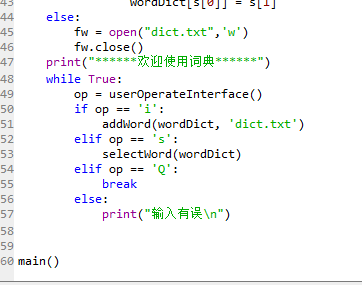 43 wordDict[s[0]] = s[1]
44 else:
45 fw = open("dict.txt",'w')
46 fw.close()
47 print("******欢迎使用词典******")
48 while True:
49 op = userOperateInterface()
50 if op == 'i':
51 addWord(wordDict, 'dict.txt')
52 elif op == 's':
53 selectWord(wordDict)
54 elif op == 'Q':
55 break
56 else:
57 print("输入有误\n")
58
59
60 main()